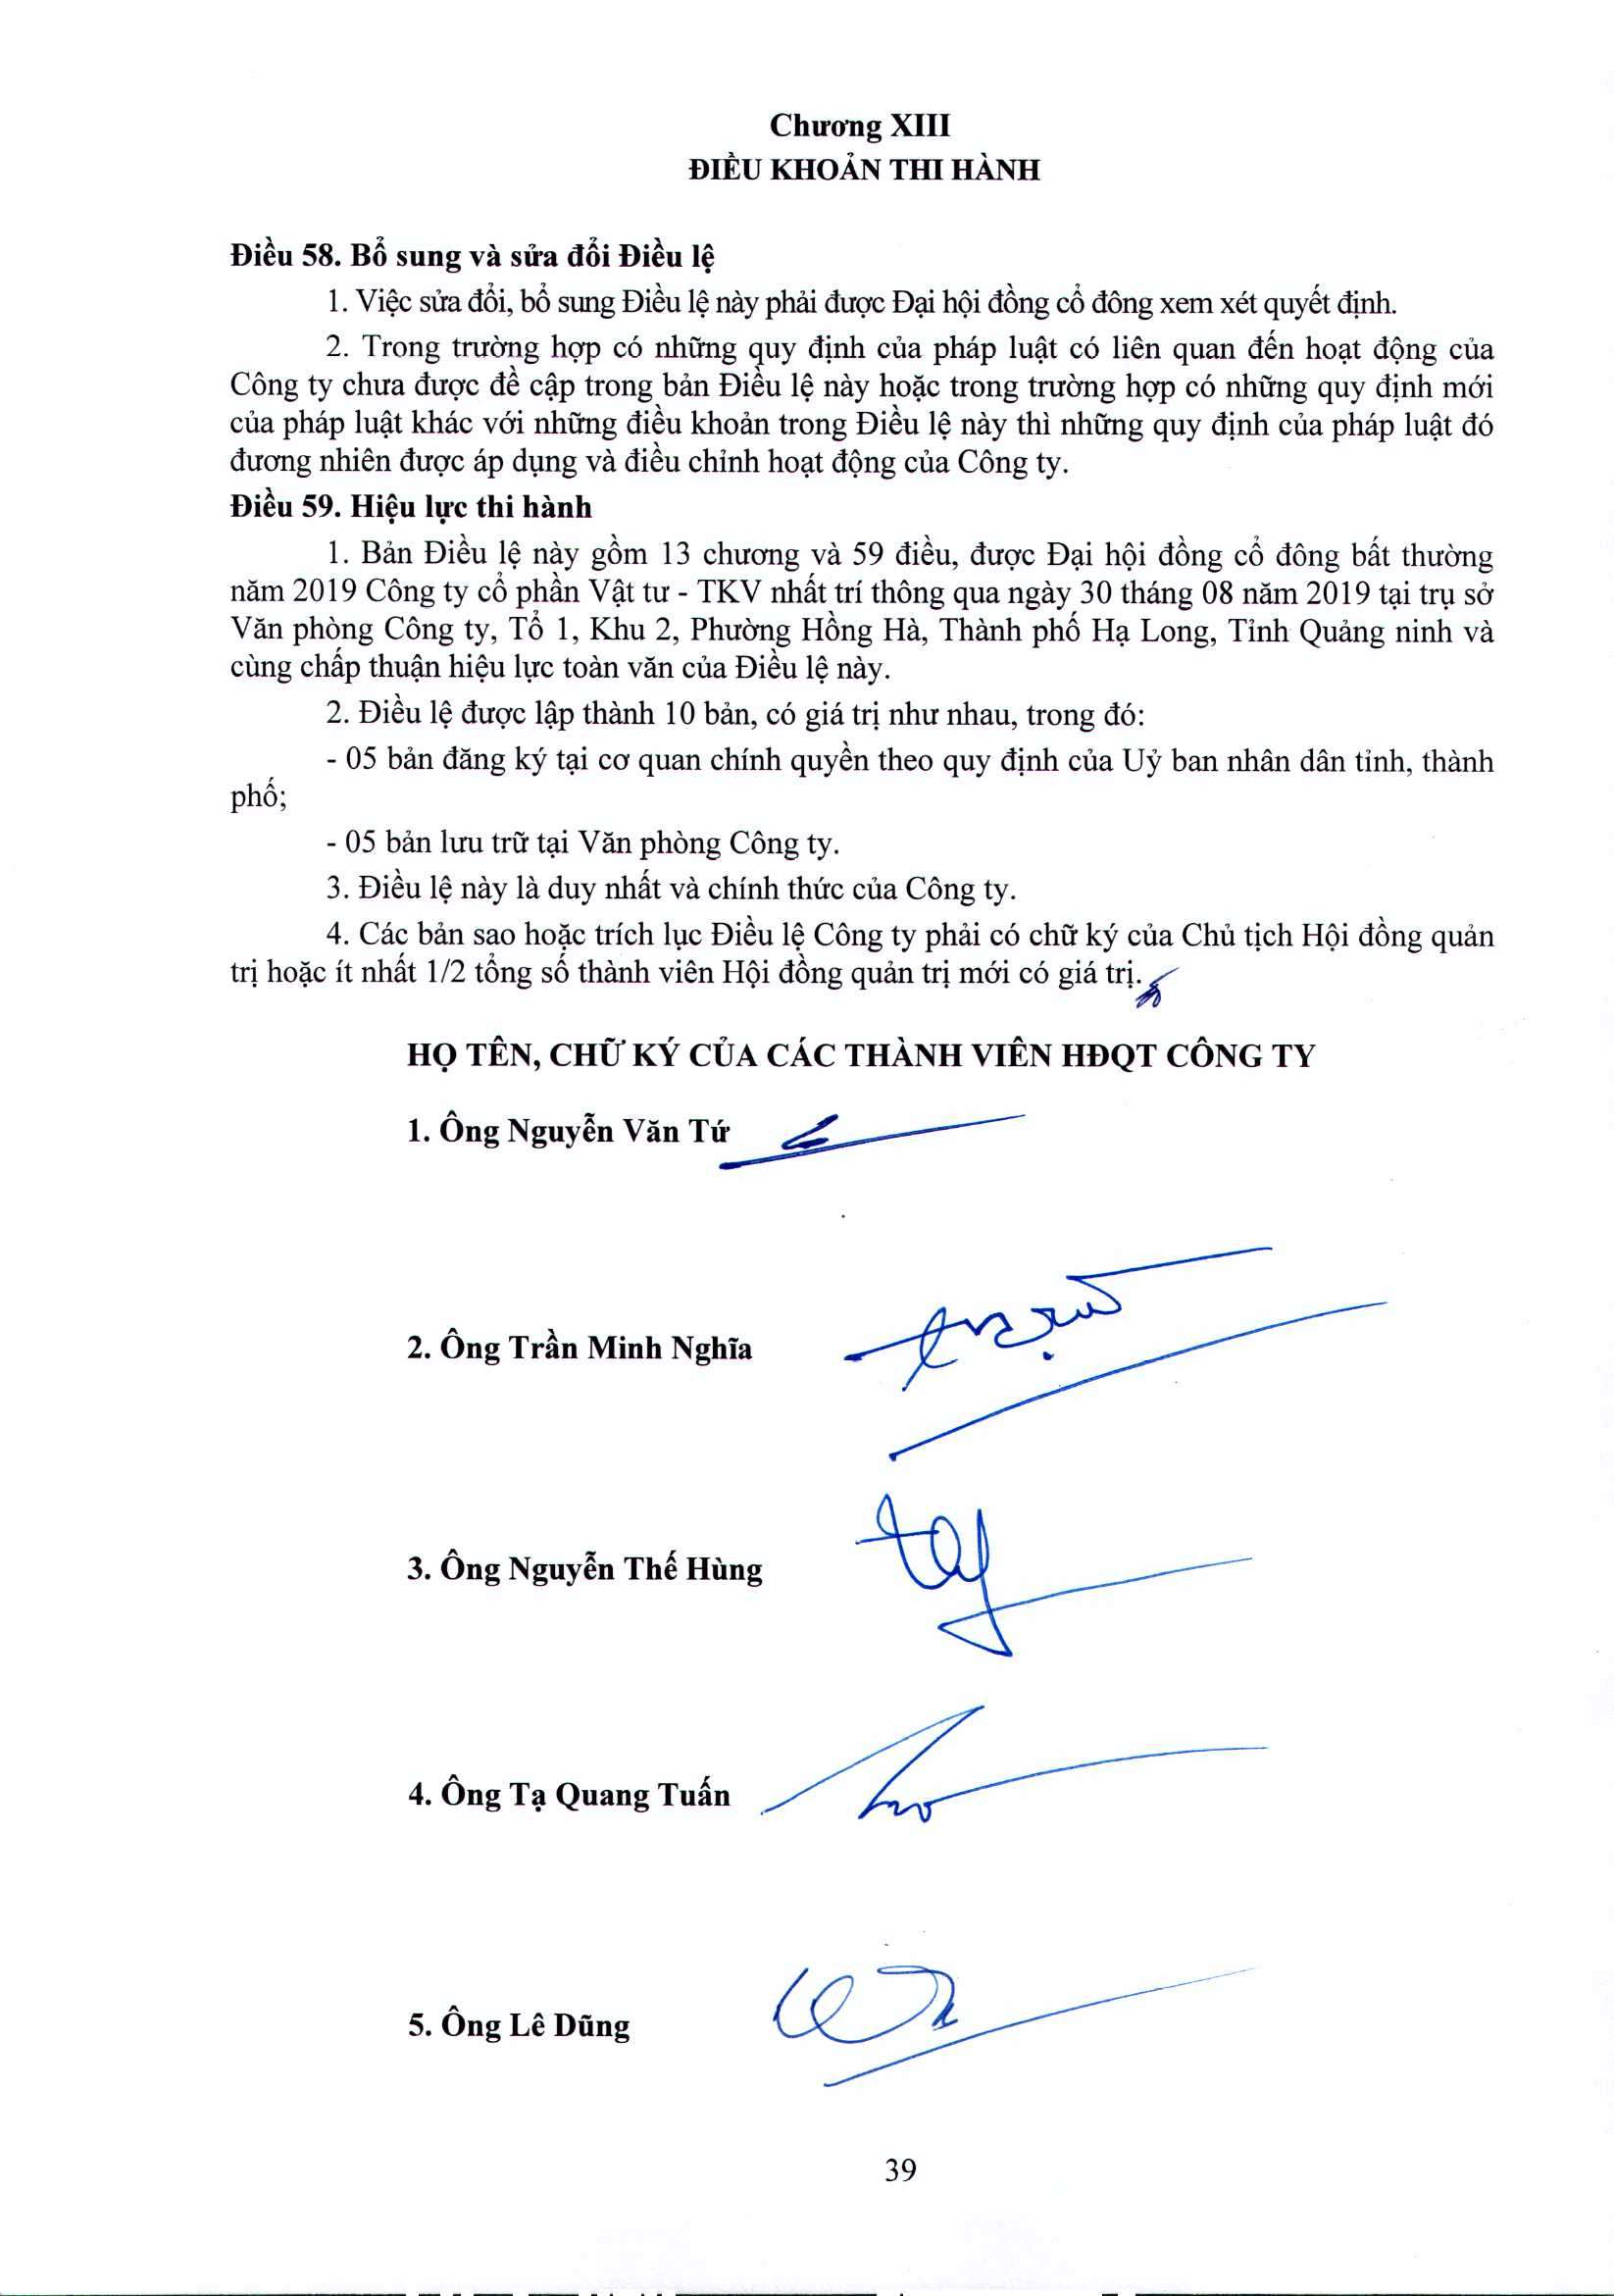 Chương XIII
ĐIỀU KHOẢN THI HÀNH
Điều 58. Bổ sung và sửa đổi Điều lệ
1. Việc sửa đổi, bổ sung Điều lệ này phải được Đại hội đồng cổ đông xem xét quyết định.
2. Trong trường hợp có những quy định của pháp luật có liên quan đến hoạt động của
Công ty chưa được đề cập trong bản Điều lệ này hoặc trong trường hợp có những quy định mới
của pháp luật khác với những điều khoản trong Điều lệ này thì những quy định của pháp luật đó
đương nhiên được áp dụng và điều chỉnh hoạt động của Công ty.
Điều 59. Hiệu lực thi hành
1. Bản Điều lệ này gồm 13 chương và 59 điều, được Đại hội đồng cổ đông bất thường
năm 2019 Công ty cổ phần Vật tư - TKV nhất trí thông qua ngày 30 tháng 08 năm 2019 tại trụ sở
Văn phòng Công ty, Tổ 1, Khu 2, Phường Hồng Hà, Thành phố Hạ Long, Tỉnh Quảng ninh và
cùng chấp thuận hiệu lực toàn văn của Điều lệ này.
2. Điều lệ được lập thành 10 bản, có giá trị như nhau, trong đó:
- 05 bản đăng ký tại cơ quan chính quyền theo quy định của Uỷ ban nhân dân tỉnh, thành
phố;
- 05 bản lưu trữ tại Văn phòng Công ty.
3. Điều lệ này là duy nhất và chính thức của Công ty.
4. Các bản sao hoặc trích lục Điều lệ Công ty phải có chữ ký của Chủ tịch Hội đồng quản
trị hoặc ít nhất 1/2 tổng số thành viên Hội đồng quản trị mới có giá trị.
HỌ TÊN, CHỮ KÝ CỦA CÁC THÀNH VIÊN HĐQT CÔNG TY
1. Ông Nguyễn Văn Tứ
2. Ông Trần Minh Nghĩa
3. Ông Nguyễn Thế Hùng
4. Ông Tạ Quang Tuấn
5. Ông Lê Dũng
39